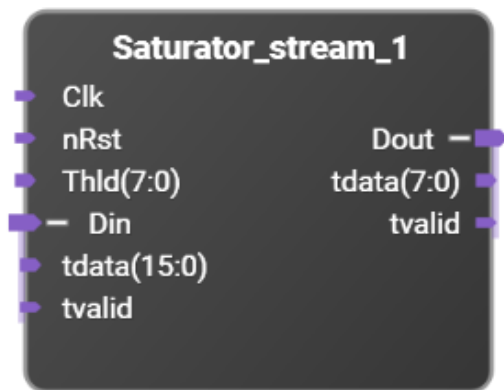 Saturator_stream_1
Clk
nRst
Thld(7:0)
Din
tdata(15:0)
tvalid
Dout
tdata(7:0)
tvalid